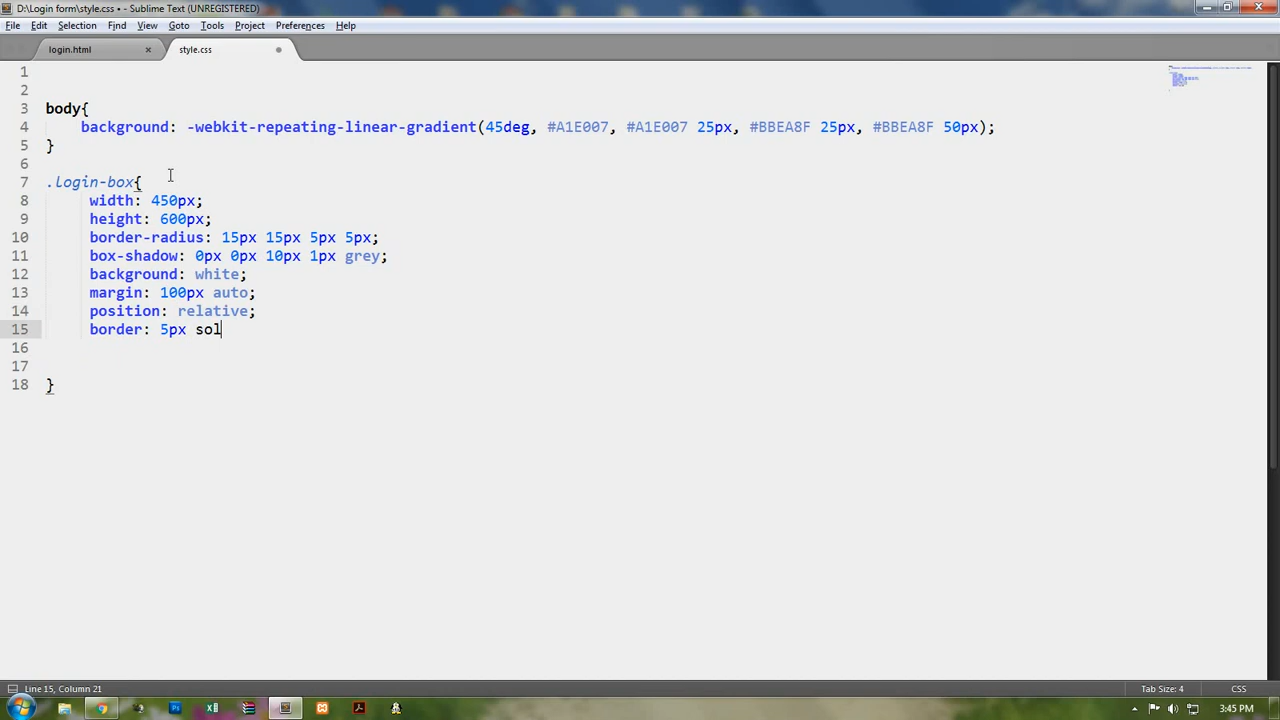 D:\Login form\style.css • - Sublime Text (UNREGISTERED)
File Edit Selection Find View Goto Tools Project Preferences Help
login.html × style.css
1
2
3 body{
4 background: -webkit-repeating-linear-gradient(45deg, #A1E007, #A1E007 25px, #BBEA8F 25px, #BBEA8F 50px);
5 }
6
7 .login-box{
8 width: 450px;
9 height: 600px;
10 border-radius: 15px 15px 5px 5px;
11 box-shadow: 0px 0px 10px 1px grey;
12 background: white;
13 margin: 100px auto;
14 position: relative;
15 border: 5px sol
16
17
18 }
Line 15, Column 21 Tab Size: 4 CSS
3:45 PM